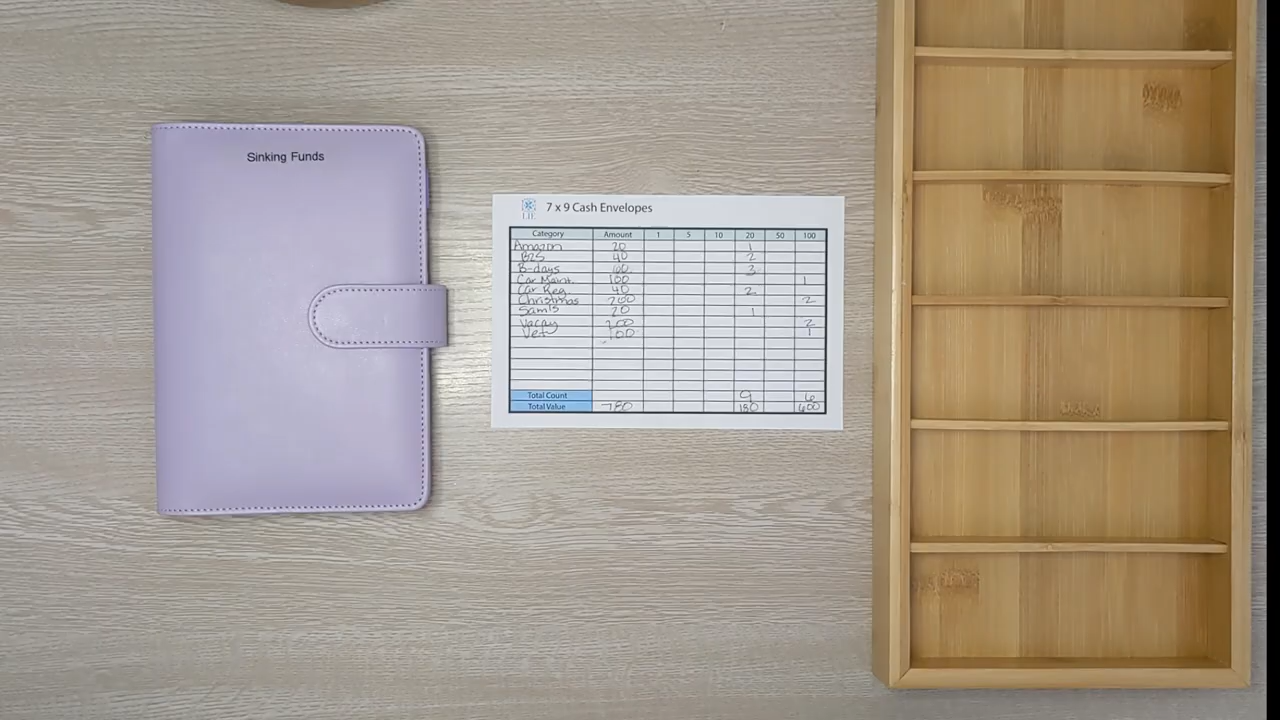 Sinking Funds
LJE
7 x 9 Cash Envelopes
Category Amount 1 5 10 20 50 100
Amazon 20 1
B2S 40 2
B-days 100 3
Car Maint. 100 1
Car Reg. 40 2
Christmas 200 2
Sam's 20 1
Vacay 200 2
Vet 100 1
Total Count 9 6
Total Value 780 180 600